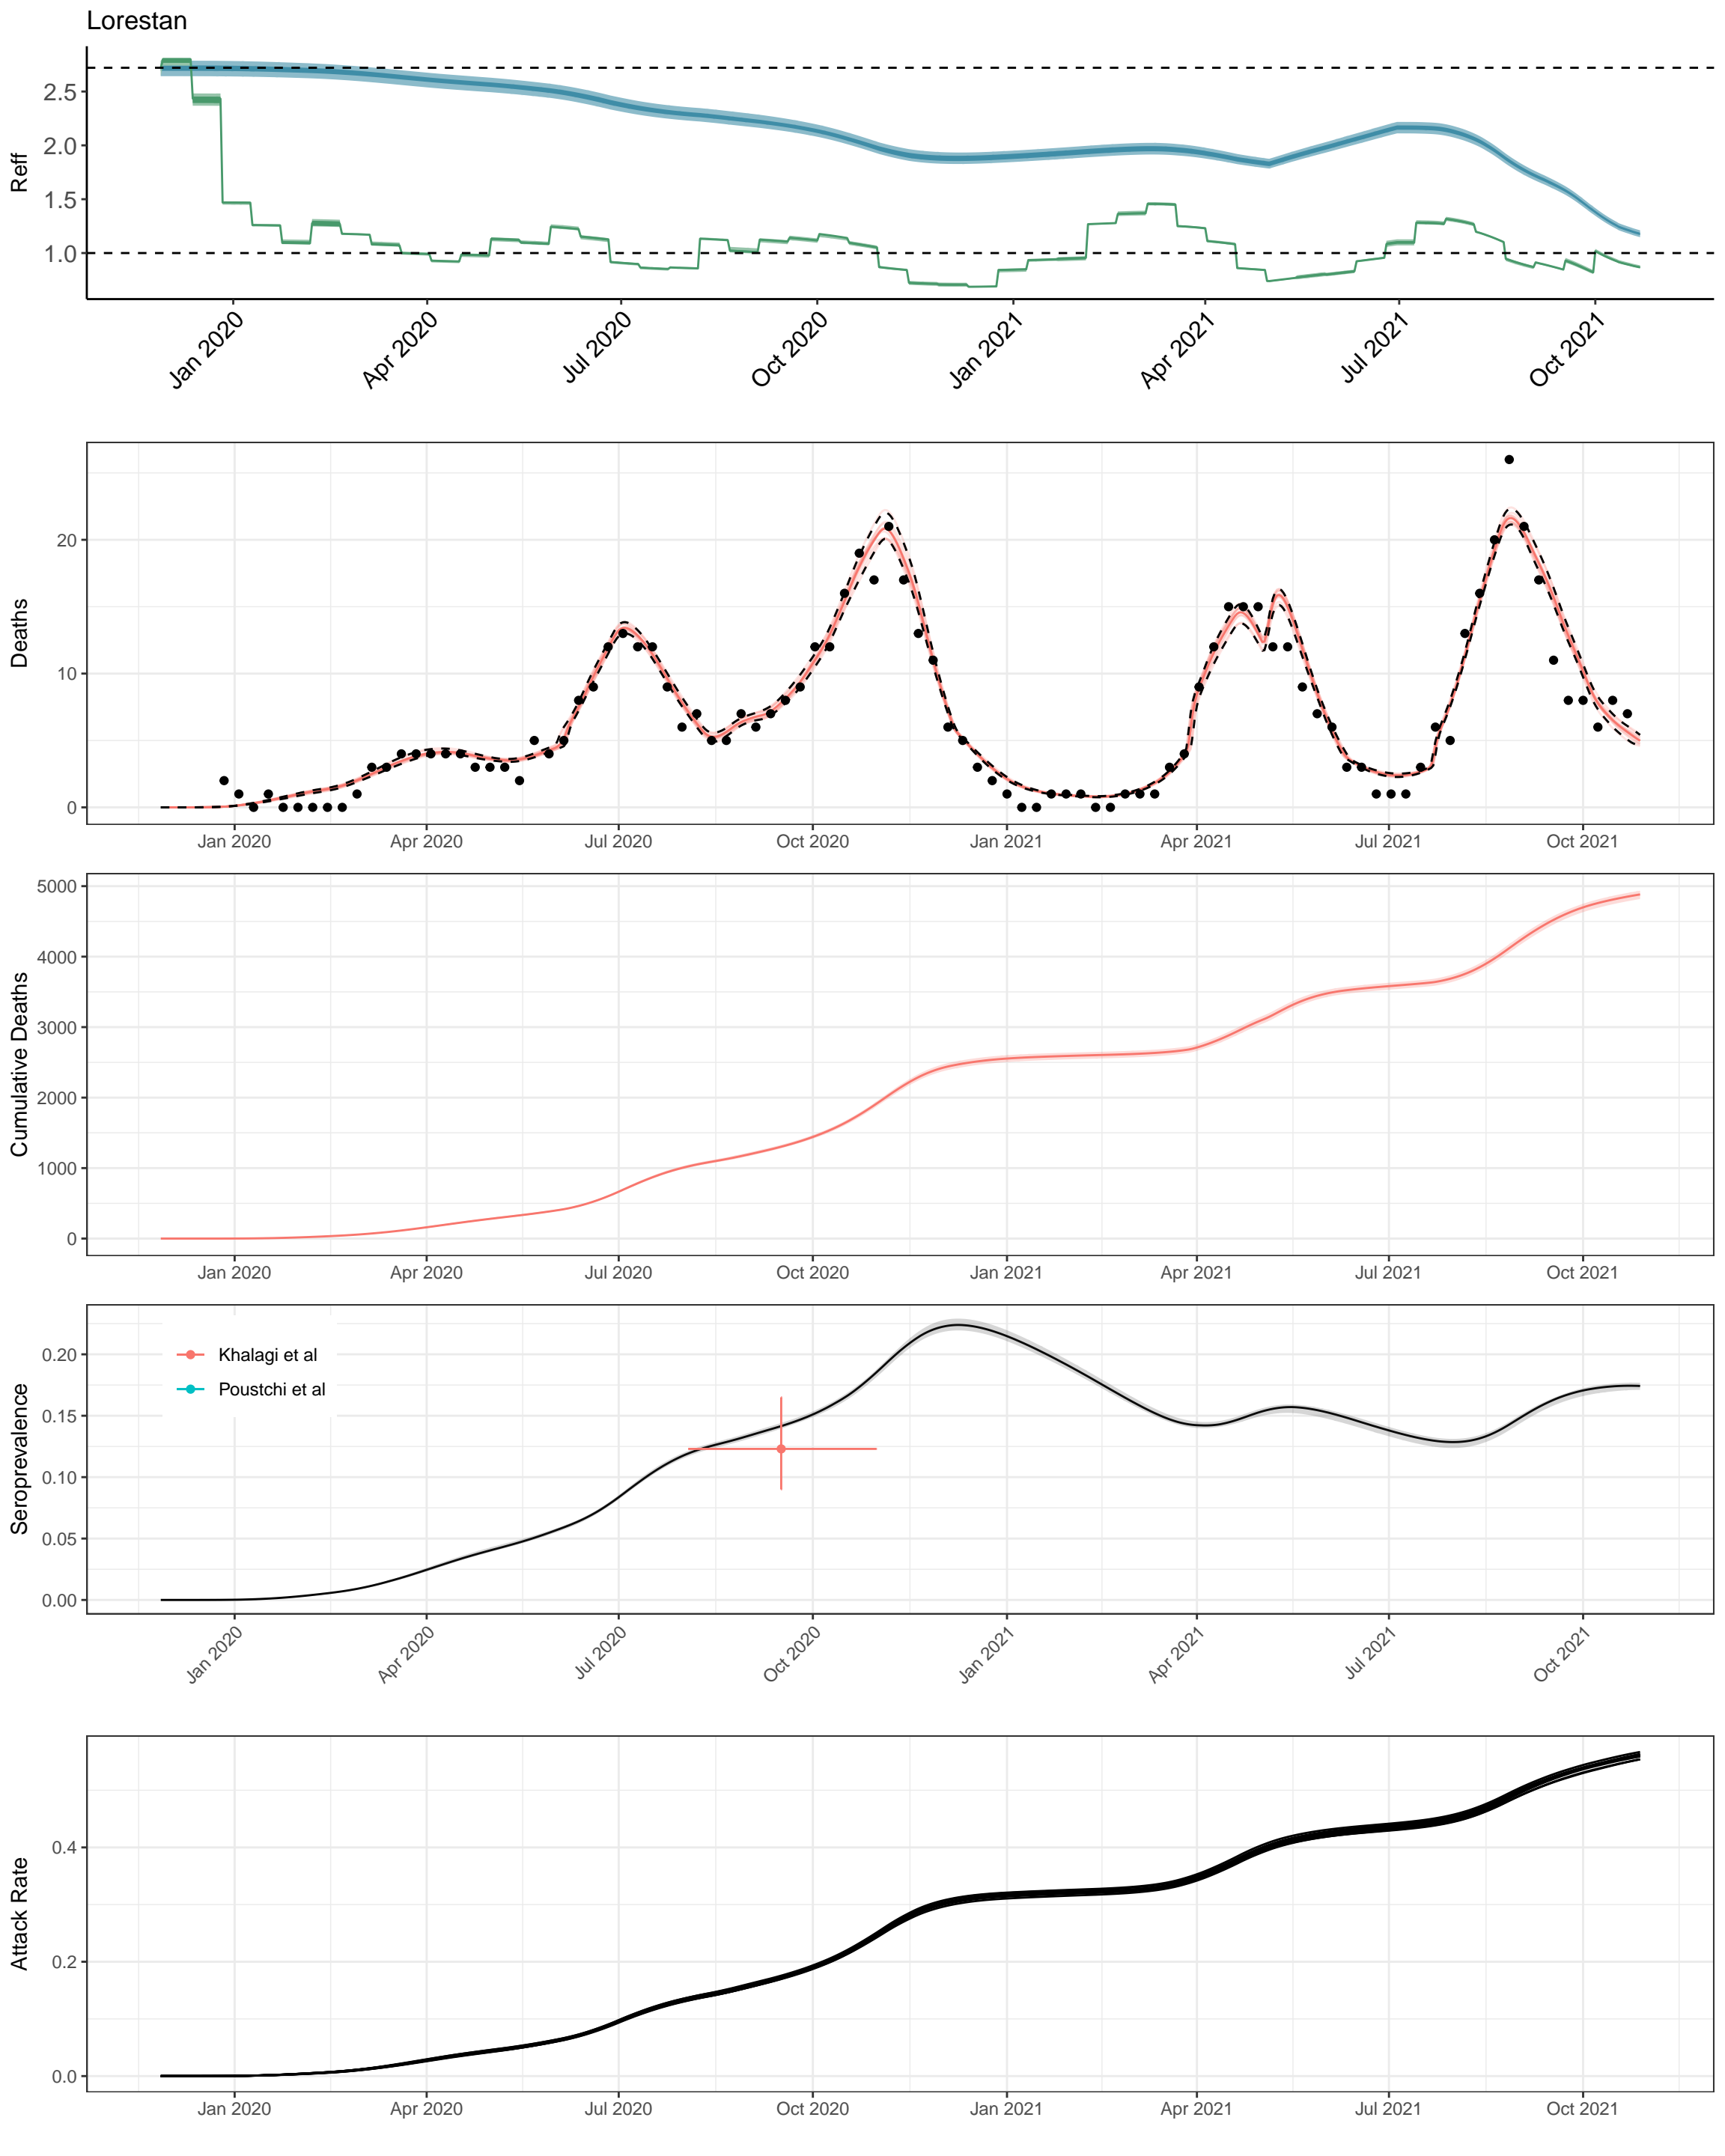 Lorestan
Reff
2.5
2.0
1.5
1.0
Jan 2020 Apr 2020 Jul 2020 Oct 2020 Jan 2021 Apr 2021 Jul 2021 Oct 2021
Deaths
20
10
0
Jan 2020 Apr 2020 Jul 2020 Oct 2020 Jan 2021 Apr 2021 Jul 2021 Oct 2021
Cumulative Deaths
5000
4000
3000
2000
1000
0
Jan 2020 Apr 2020 Jul 2020 Oct 2020 Jan 2021 Apr 2021 Jul 2021 Oct 2021
Seroprevalence
0.20
0.15
0.10
0.05
0.00
Khalagi et al
Poustchi et al
Jan 2020 Apr 2020 Jul 2020 Oct 2020 Jan 2021 Apr 2021 Jul 2021 Oct 2021
Attack Rate
0.4
0.2
0.0
Jan 2020 Apr 2020 Jul 2020 Oct 2020 Jan 2021 Apr 2021 Jul 2021 Oct 2021